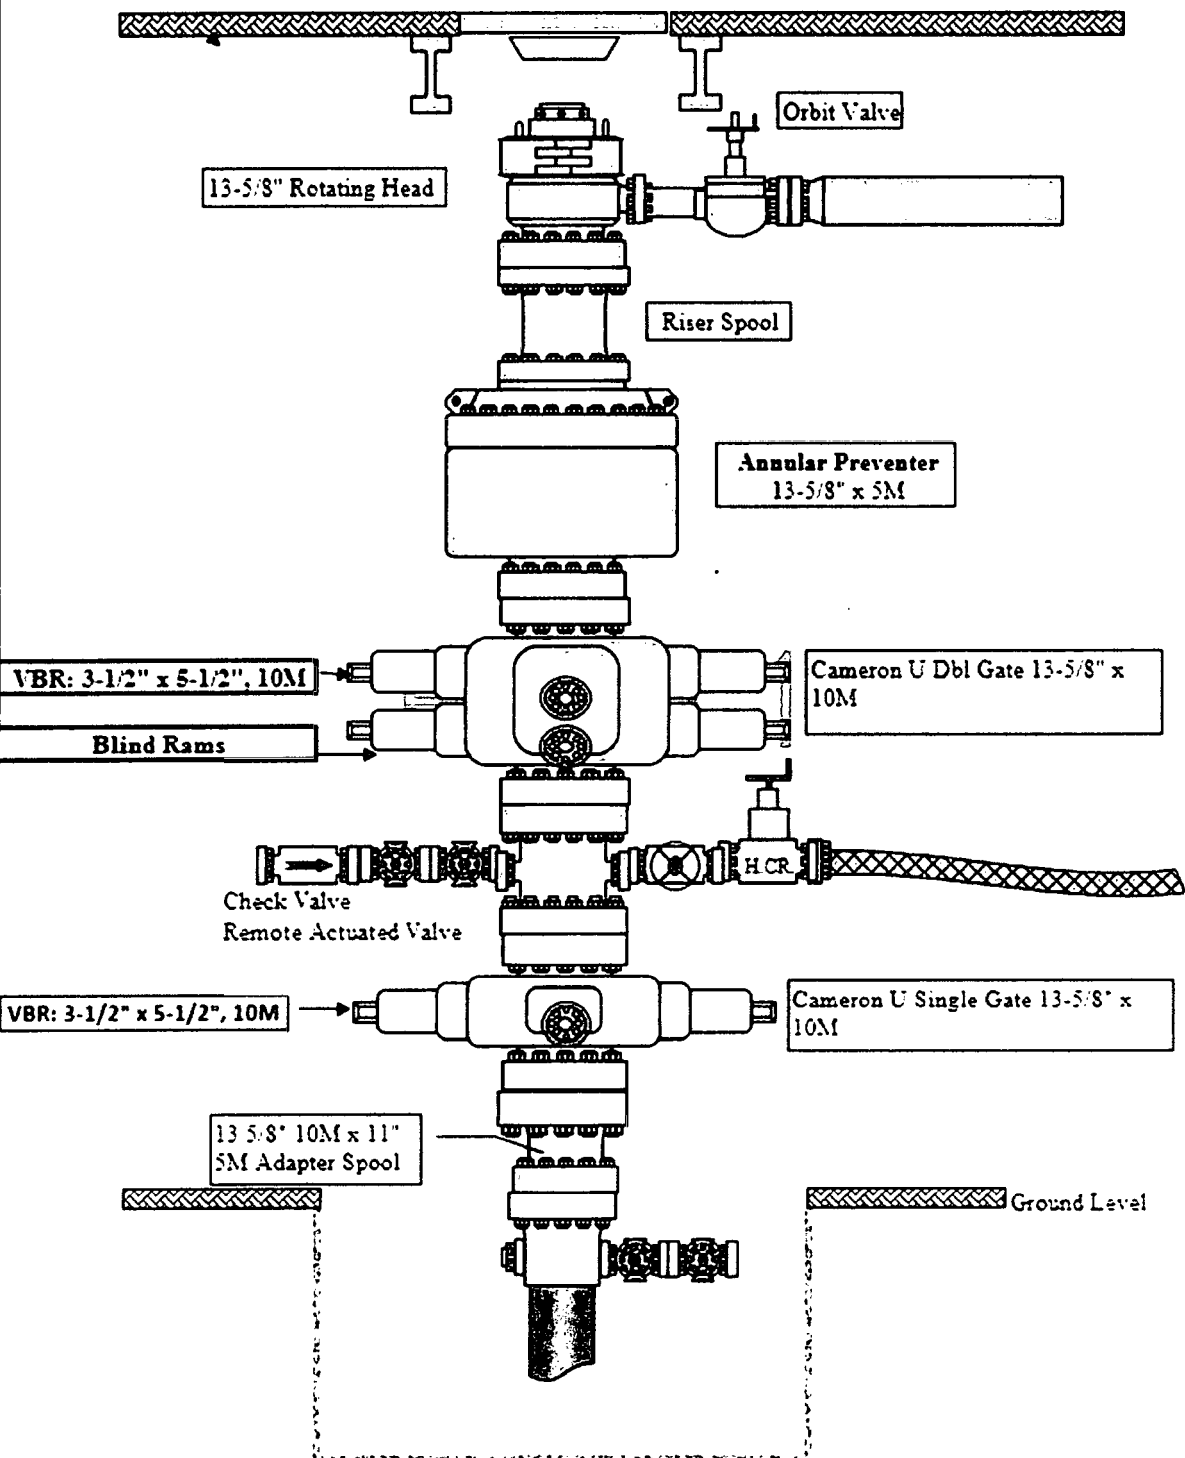 Orbit Valve
13-5/8" Rotating Head
Riser Spool
Annular Preventer
13-5/8" x 5M
VBR: 3-1/2" x 5-1/2", 10M
Cameron U Dbl Gate 13-5/8" x
10M
Blind Rams
H.CR.
Check Valve
Remote Actuated Valve
VBR: 3-1/2" x 5-1/2", 10M
Cameron U Single Gate 13-5/8" x
10M
13 5/8" 10M x 11"
5M Adapter Spool
Ground Level